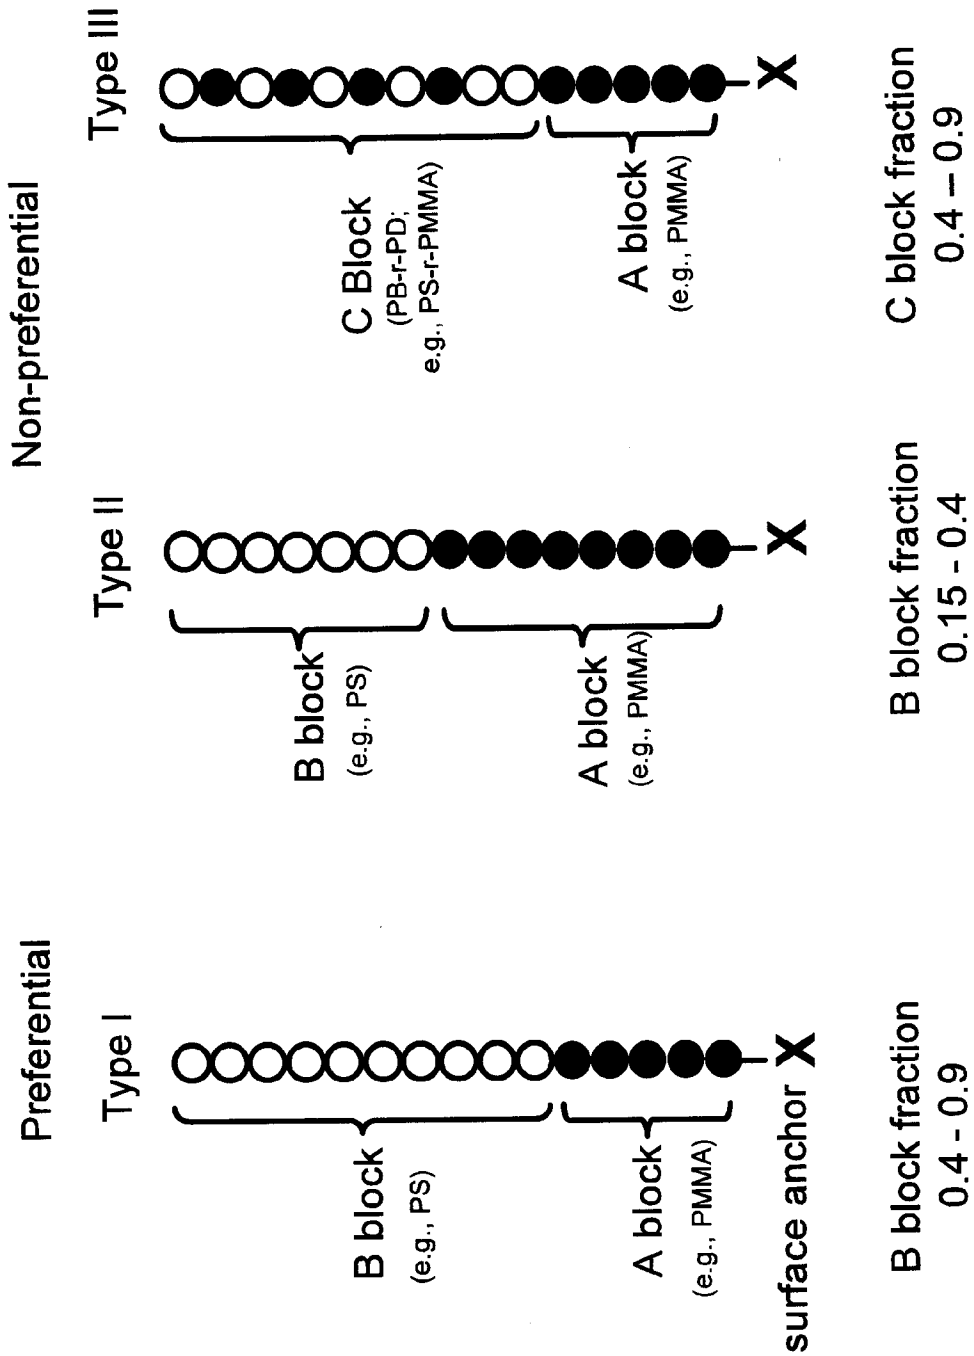 Preferential
Type I
B block
(e.g., PS)
A block
(e.g., PMMA)
surface anchor X
B block fraction
0.4 - 0.9
Non-preferential
Type II
B block
(e.g., PS)
A block
(e.g., PMMA)
X
B block fraction
0.15 - 0.4
Type III
C Block
(PB-r-PD;
e.g., PS-r-PMMA)
A block
(e.g., PMMA)
X
C block fraction
0.4 – 0.9